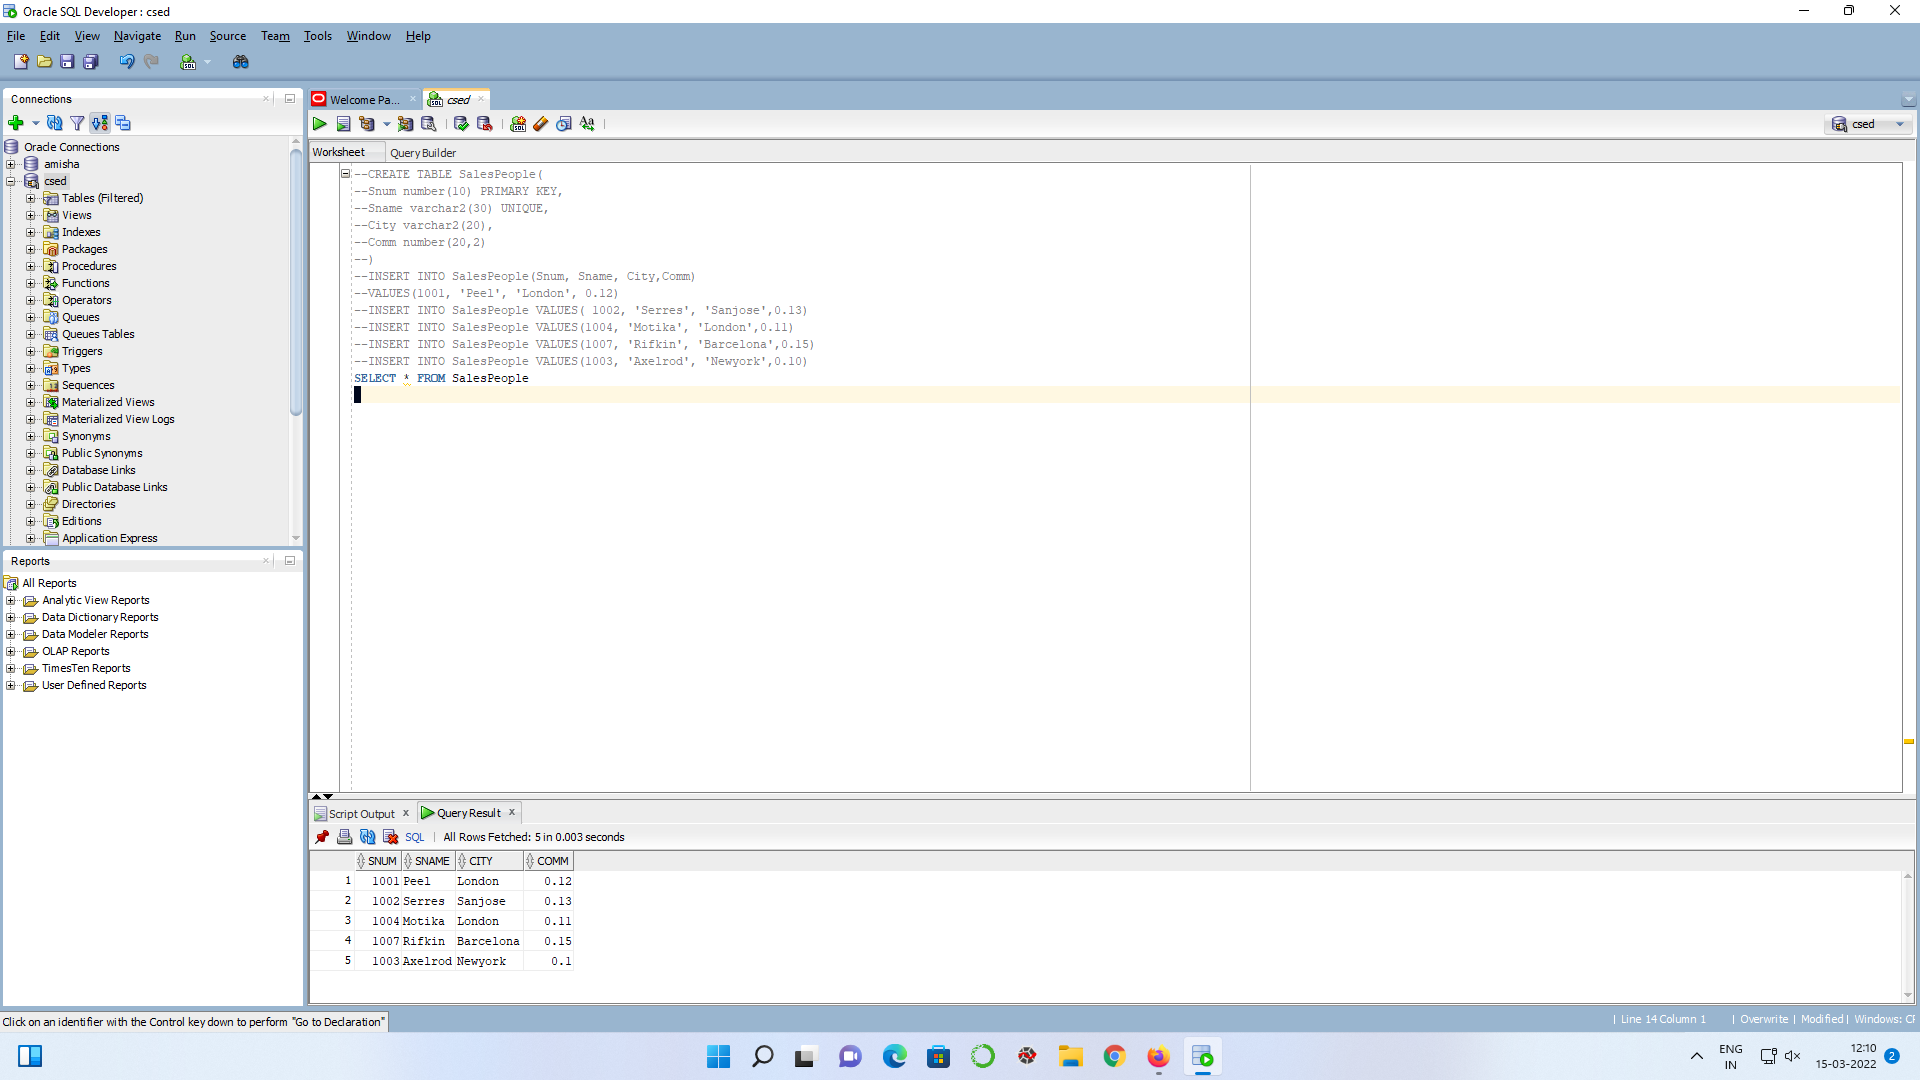 Oracle SQL Developer : csed
File Edit View Navigate Run Source Team Tools Window Help
Connections
Welcome Pa... csed
csed
Worksheet Query Builder
Oracle Connections
amisha
csed
Tables (Filtered)
Views
Indexes
Packages
Procedures
Functions
Operators
Queues
Queues Tables
Triggers
Types
Sequences
Materialized Views
Materialized View Logs
Synonyms
Public Synonyms
Database Links
Public Database Links
Directories
Editions
Application Express
--CREATE TABLE SalesPeople(
--Snum number(10) PRIMARY KEY,
--Sname varchar2(30) UNIQUE,
--City varchar2(20),
--Comm number(20,2)
--)
--INSERT INTO SalesPeople(Snum, Sname, City,Comm)
--VALUES(1001, 'Peel', 'London', 0.12)
--INSERT INTO SalesPeople VALUES( 1002, 'Serres', 'Sanjose',0.13)
--INSERT INTO SalesPeople VALUES(1004, 'Motika', 'London',0.11)
--INSERT INTO SalesPeople VALUES(1007, 'Rifkin', 'Barcelona',0.15)
--INSERT INTO SalesPeople VALUES(1003, 'Axelrod', 'Newyork',0.10)
SELECT * FROM SalesPeople
Reports
All Reports
Analytic View Reports
Data Dictionary Reports
Data Modeler Reports
OLAP Reports
TimesTen Reports
User Defined Reports
Script Output x Query Result x
SQL All Rows Fetched: 5 in 0.003 seconds
SNUM SNAME CITY COMM
1 1001 Peel London 0.12
2 1002 Serres Sanjose 0.13
3 1004 Motika London 0.11
4 1007 Rifkin Barcelona 0.15
5 1003 Axelrod Newyork 0.1
Click on an identifier with the Control key down to perform "Go to Declaration"
| Line 14 Column 1 | Overwrite | Modified | Windows: CF
ENG
IN
12:10
15-03-2022
2